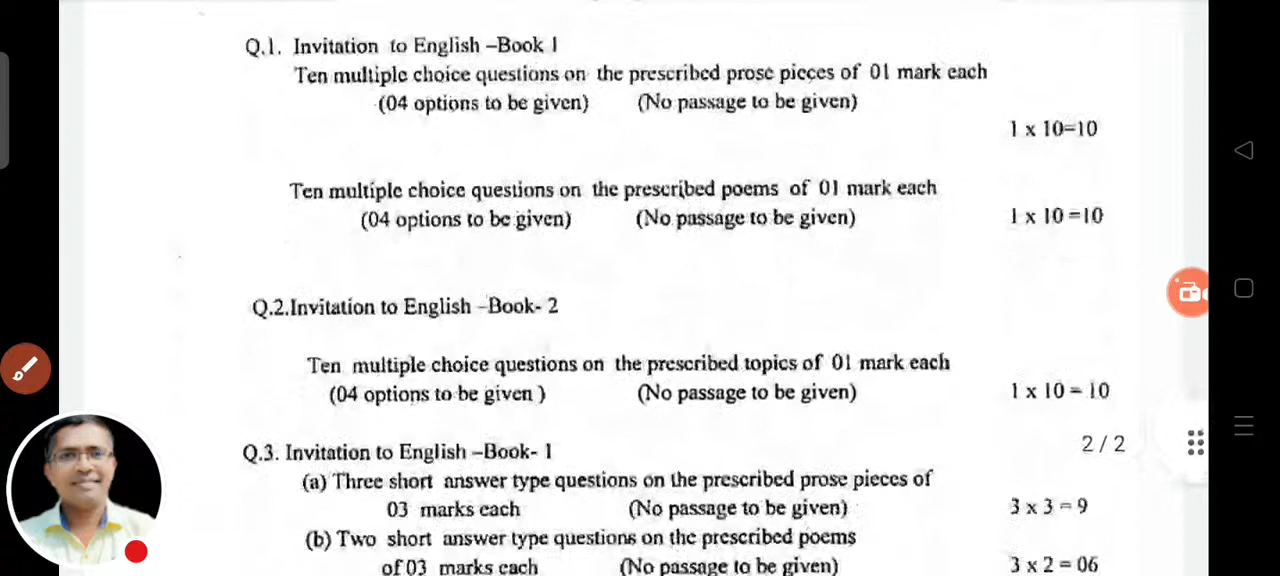 Q.1. Invitation to English –Book 1
Ten multiple choice questions on the prescribed prose pieces of 01 mark each
(04 options to be given) (No passage to be given)
1 x 10=10
Ten multiple choice questions on the prescribed poems of 01 mark each
(04 options to be given) (No passage to be given) 1 x 10 =10
Q.2.Invitation to English –Book- 2
Ten multiple choice questions on the prescribed topics of 01 mark each
(04 options to be given ) (No passage to be given) 1 x 10 = 10
2 / 2
Q.3. Invitation to English –Book- 1
(a) Three short answer type questions on the prescribed prose pieces of
03 marks each (No passage to be given) 3 x 3 = 9
(b) Two short answer type questions on the prescribed poems
of 03 marks each (No passage to be given) 3 x 2 = 06